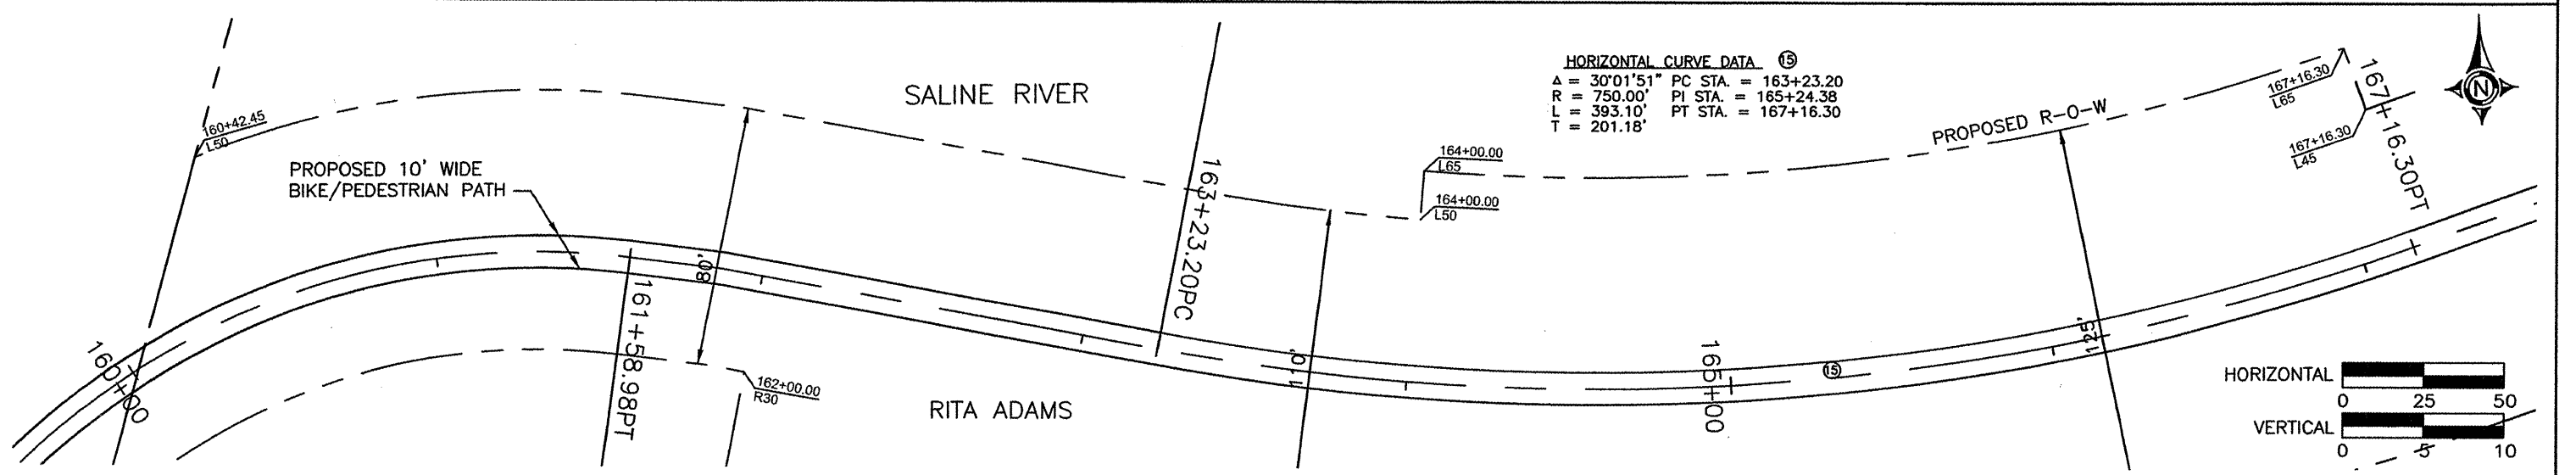 SALINE RIVER
HORIZONTAL CURVE DATA 15
Δ = 30°01'51" PC STA. = 163+23.20
R = 750.00' PI STA. = 165+24.38
L = 393.10' PT STA. = 167+16.30
T = 201.18'
167+16.30
L65
167+16.30
L45
167+16.30PT
N
PROPOSED R-O-W
160+42.45
L50
PROPOSED 10' WIDE
BIKE/PEDESTRIAN PATH
164+00.00
L65
164+00.00
L50
163+23.20PC
80'
161+58.98PT
160+00
162+00.00
R30
RITA ADAMS
110'
165+00
15
125'
HORIZONTAL
0 25 50
VERTICAL
0 5 10